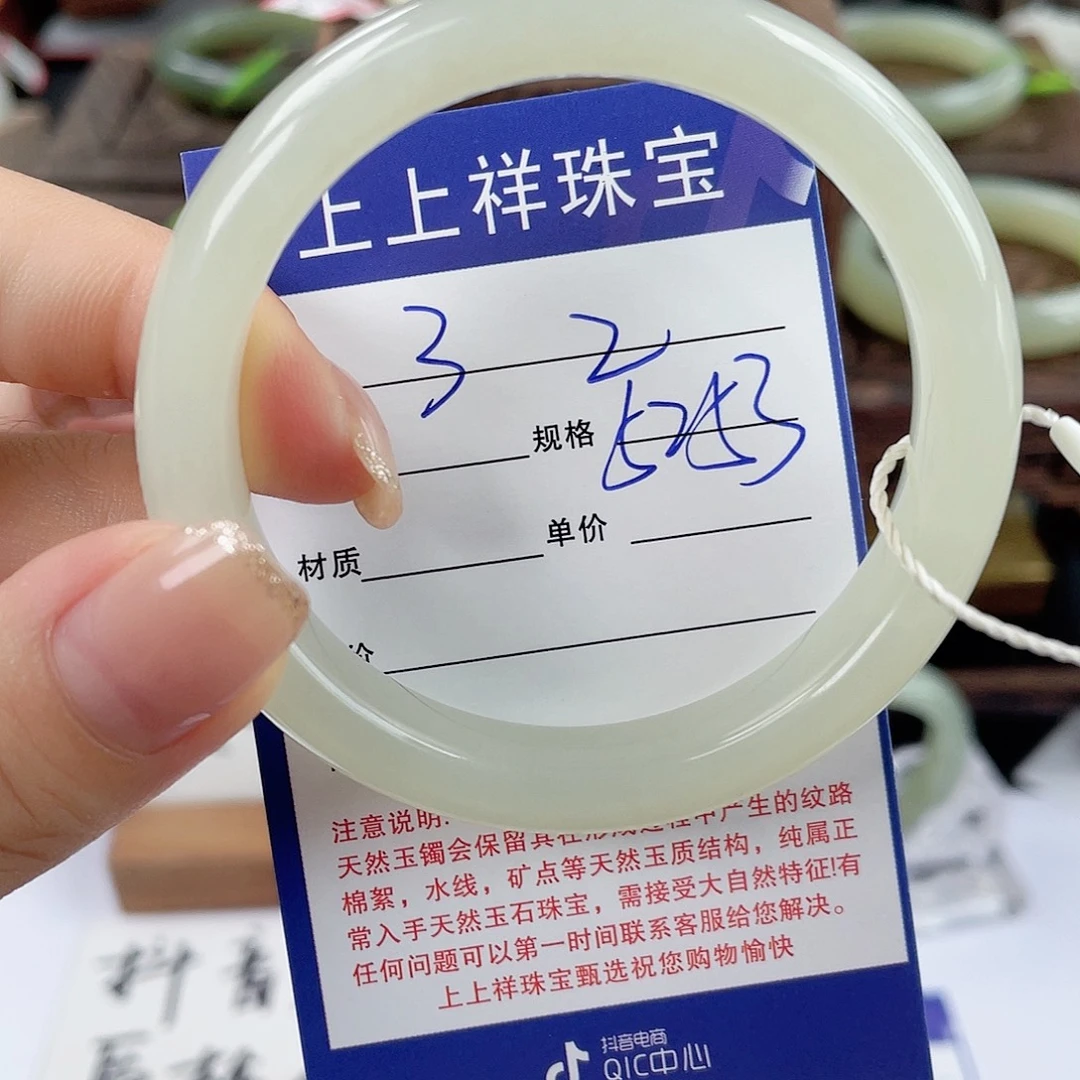 上上祥珠宝
3 2
规格
材质 单价
价
注意说明:
天然玉镯会保留其在形成过程中产生的纹路
棉絮，水线，矿点等天然玉质结构，纯属正
常入手天然玉石珠宝，需接受大自然特征!有
任何问题可以第一时间联系客服给您解决。
上上祥珠宝甄选祝您购物愉快
抖音电商
QIC中心
抖音